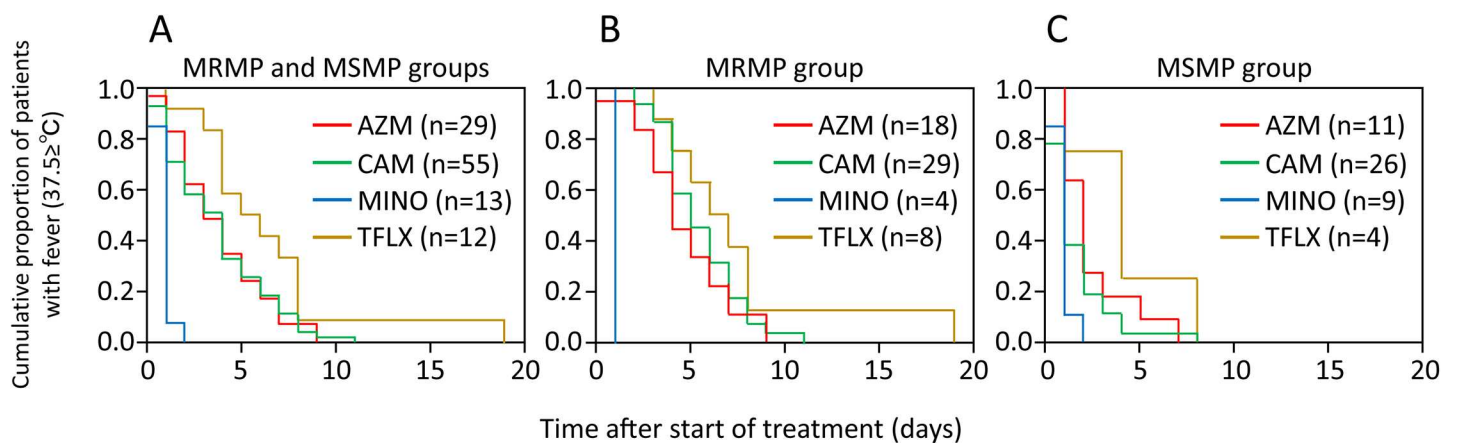 A
B
C
MRMP and MSMP groups
MRMP group
MSMP group
Cumulative proportion of patients
with fever (37.5≥℃)
1.0
0.8
0.6
0.4
0.2
0.0
0
5
10
15
20
AZM (n=29)
CAM (n=55)
MINO (n=13)
TFLX (n=12)
1.0
0.8
0.6
0.4
0.2
0.0
0
5
10
15
20
AZM (n=18)
CAM (n=29)
MINO (n=4)
TFLX (n=8)
1.0
0.8
0.6
0.4
0.2
0.0
0
5
10
15
20
AZM (n=11)
CAM (n=26)
MINO (n=9)
TFLX (n=4)
Time after start of treatment (days)